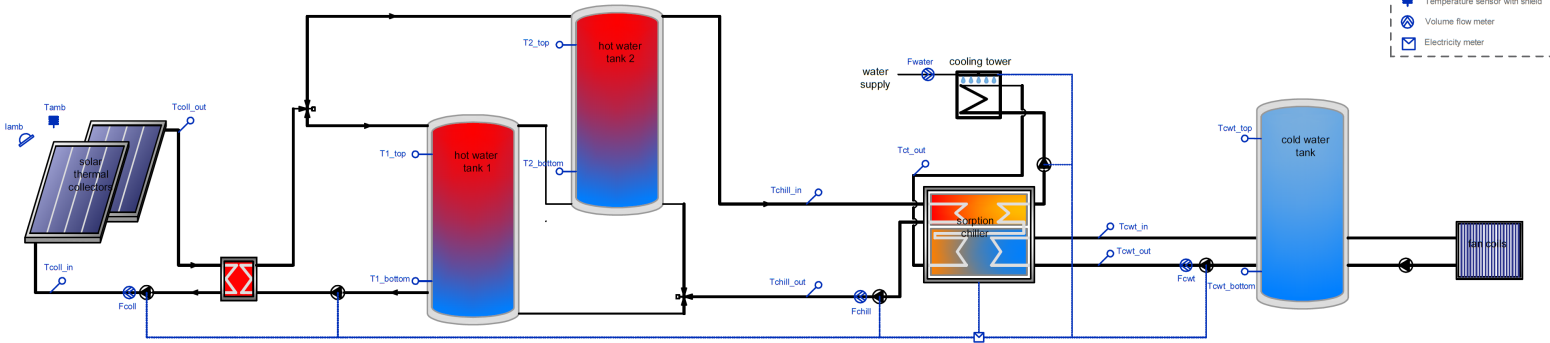 Temperature sensor with shield
Volume flow meter
Electricity meter
T2_top
hot water
tank 2
Fwater
cooling tower
water
supply
Tamb
Tcoll_out
Iamb
solar
thermal
collectors
T1_top
hot water
tank 1
T2_bottom
Tct_out
Tcwt_top
cold water
tank
Tchill_in
sorption
chiller
Tcwt_in
Tcwt_out
fan coils
Tcoll_in
T1_bottom
Tchill_out
Fcoll
Fchill
Fcwt
Tcwt_bottom